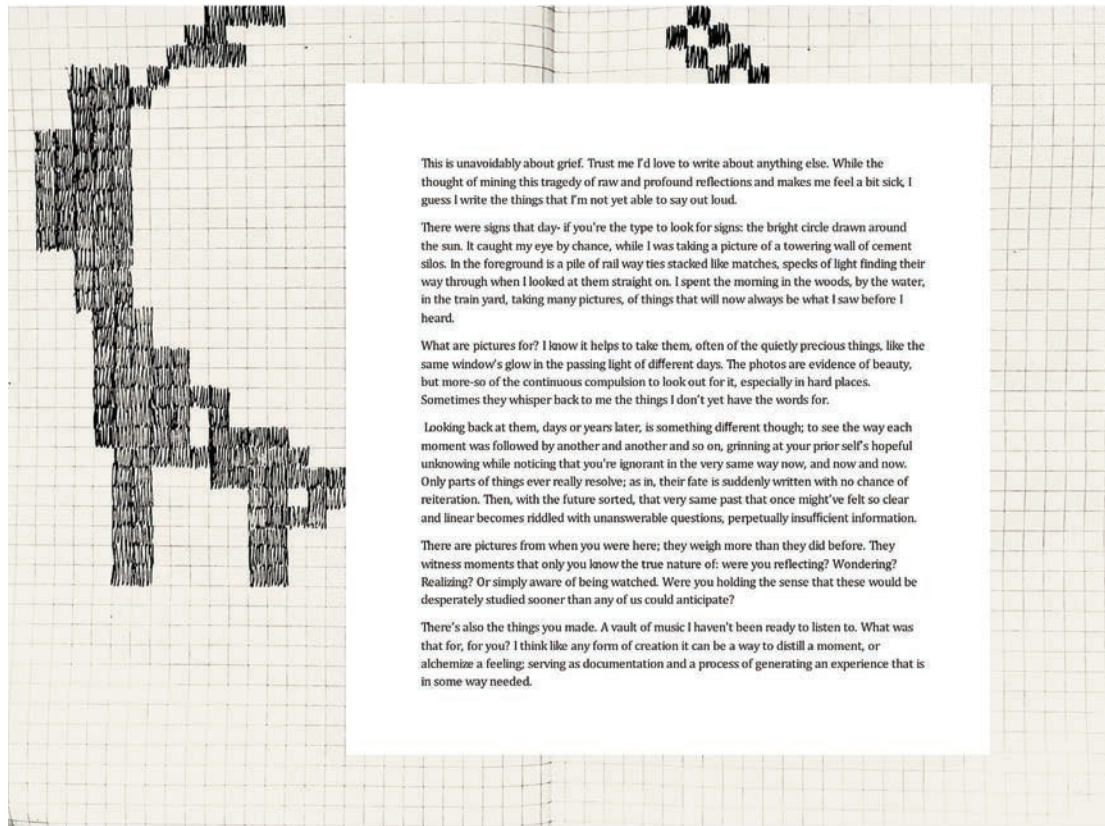 This is unavoidably about grief. Trust me I'd love to write about anything else. While the
thought of mining this tragedy of raw and profound reflections and makes me feel a bit sick, I
guess I write the things that I'm not yet able to say out loud.
There were signs that day- if you're the type to look for signs: the bright circle drawn around
the sun. It caught my eye by chance, while I was taking a picture of a towering wall of cement
silos. In the foreground is a pile of rail way ties stacked like matches, specks of light finding their
way through when I looked at them straight on. I spent the morning in the woods, by the water,
in the train yard, taking many pictures, of things that will now always be what I saw before I
heard.
What are pictures for? I know it helps to take them, often of the quietly precious things, like the
same window's glow in the passing light of different days. The photos are evidence of beauty,
but more-so of the continuous compulsion to look out for it, especially in hard places.
Sometimes they whisper back to me the things I don't yet have the words for.
Looking back at them, days or years later, is something different though; to see the way each
moment was followed by another and another and so on, grinning at your prior self's hopeful
unknowing while noticing that you're ignorant in the very same way now, and now and now.
Only parts of things ever really resolve; as in, their fate is suddenly written with no chance of
reiteration. Then, with the future sorted, that very same past that once might've felt so clear
and linear becomes riddled with unanswerable questions, perpetually insufficient information.
There are pictures from when you were here; they weigh more than they did before. They
witness moments that only you know the true nature of: were you reflecting? Wondering?
Realizing? Or simply aware of being watched. Were you holding the sense that these would be
desperately studied sooner than any of us could anticipate?
There's also the things you made. A vault of music I haven't been ready to listen to. What was
that for, for you? I think like any form of creation it can be a way to distill a moment, or
alchemize a feeling; serving as documentation and a process of generating an experience that is
in some way needed.